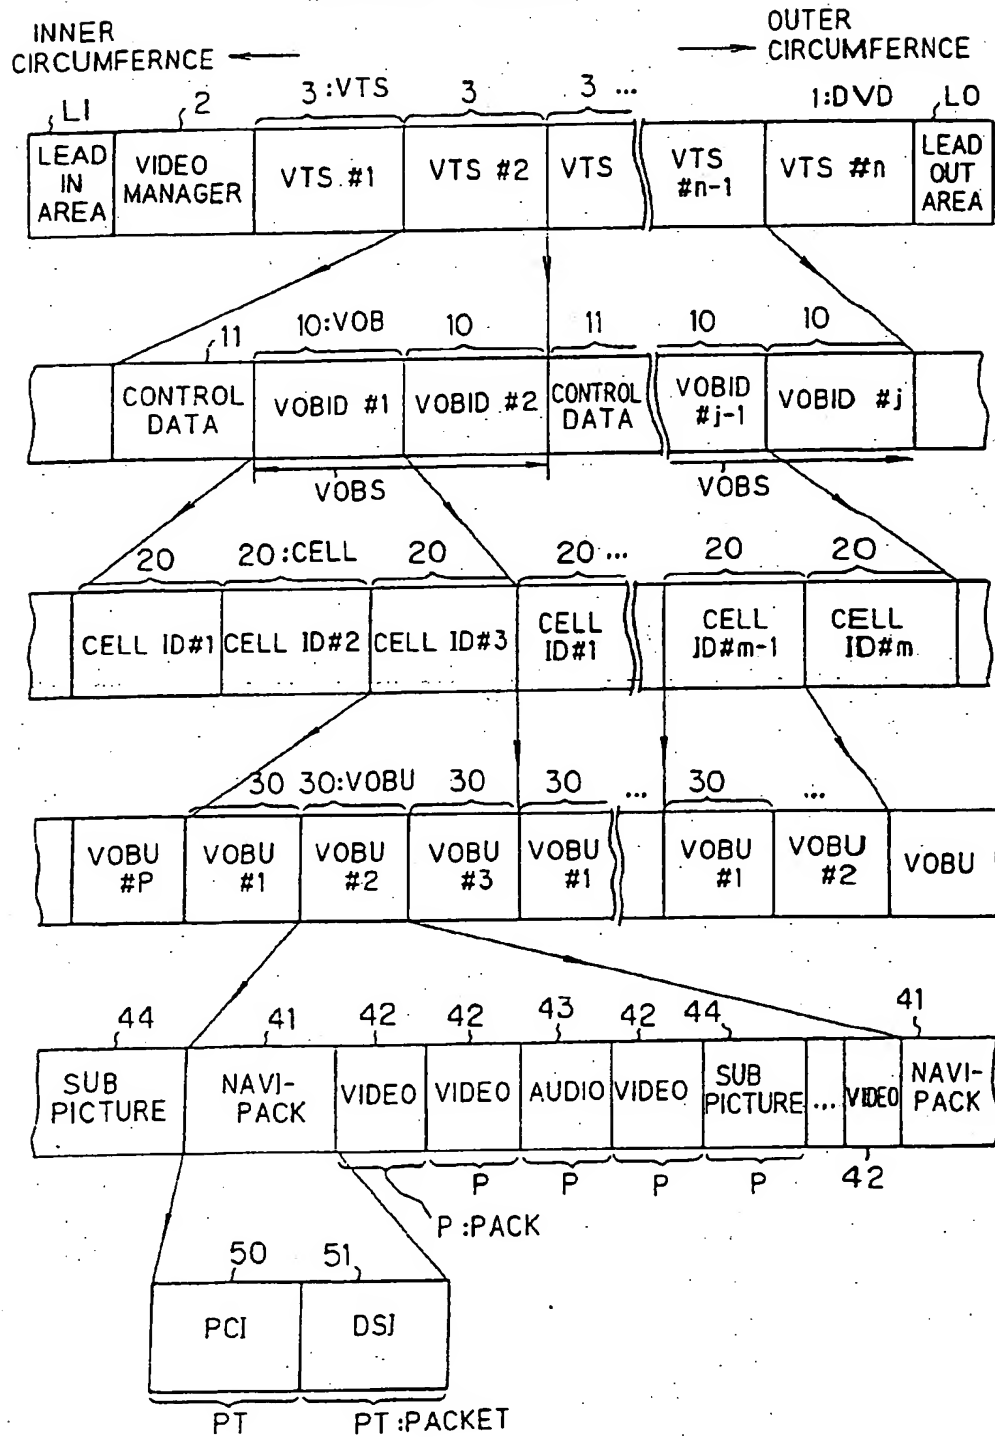 INNER
CIRCUMFERNCE
OUTER
CIRCUMFERNCE
3:VTS 3 3 ...
LI 2 1:DVD LO
LEAD
IN
AREA
VIDEO
MANAGER
VTS #1
VTS #2
VTS
VTS
#n-1
VTS #n
LEAD
OUT
AREA
11 10:VOB 10 11 10 10
CONTROL
DATA
VOBID #1
VOBID #2
CONTROL
DATA
VOBID
#j-1
VOBID #j
VOBS VOBS
20 20:CELL 20 20... 20 20
CELL ID#1
CELL ID#2
CELL ID#3
CELL
ID#1
CELL
ID#m-1
CELL
ID#m
30 30:VOBU 30 30 ... 30 ...
VOBU
#P
VOBU
#1
VOBU
#2
VOBU
#3
VOBU
#1
VOBU
#1
VOBU
#2
VOBU
44 41 42 42 43 42 44 41
SUB
PICTURE
NAVI-
PACK
VIDEO
VIDEO
AUDIO
VIDEO
SUB
PICTURE
...
VIDEO
NAVI-
PACK
P P P P 42
P:PACK
50 51
PCI
DSI
PT PT:PACKET